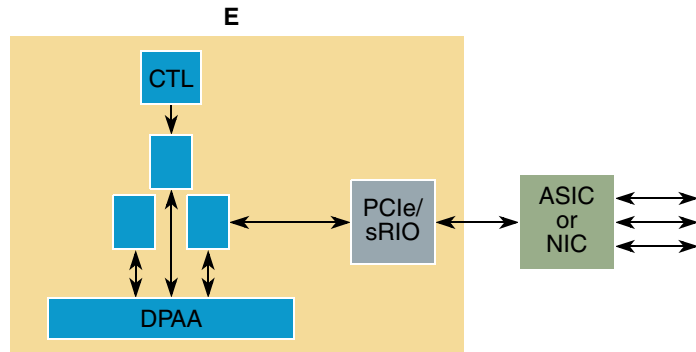 E
CTL
PCIe/
sRIO
ASIC
or
NIC
DPAA